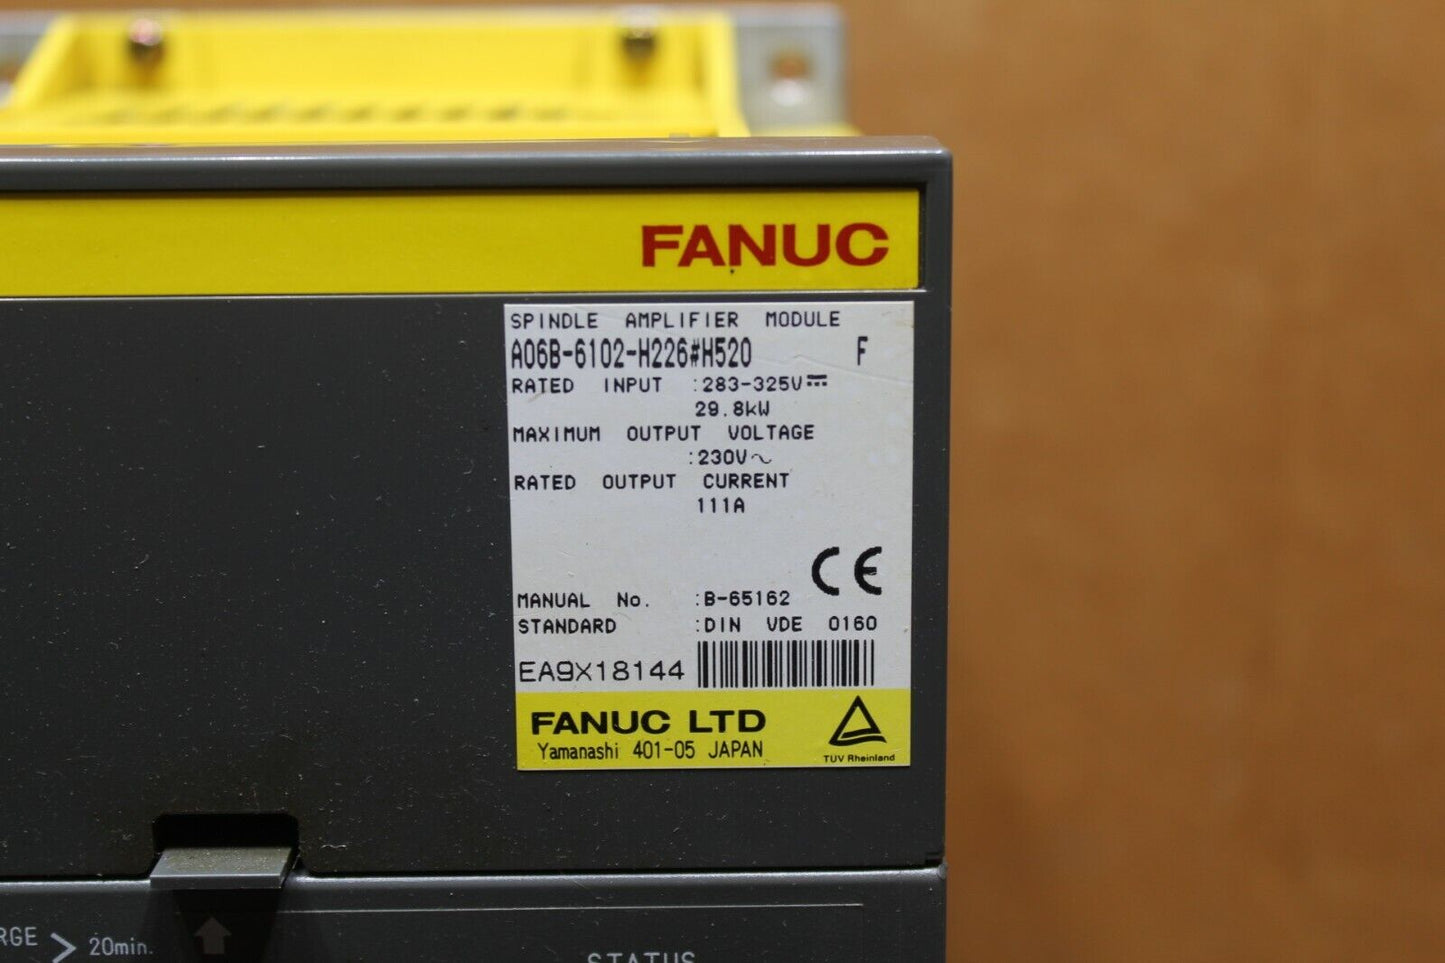 FANUC
SPINDLE AMPLIFIER MODULE
A06B-6102-H226#H520 F
RATED INPUT :283-325V⎓
29.8kW
MAXIMUM OUTPUT VOLTAGE
:230V~
RATED OUTPUT CURRENT
111A
CE
MANUAL No. :B-65162
STANDARD :DIN VDE 0160
EA9X18144
FANUC LTD
Yamanashi 401-05 JAPAN
TUV Rheinland
RGE > 20min.
STATUS